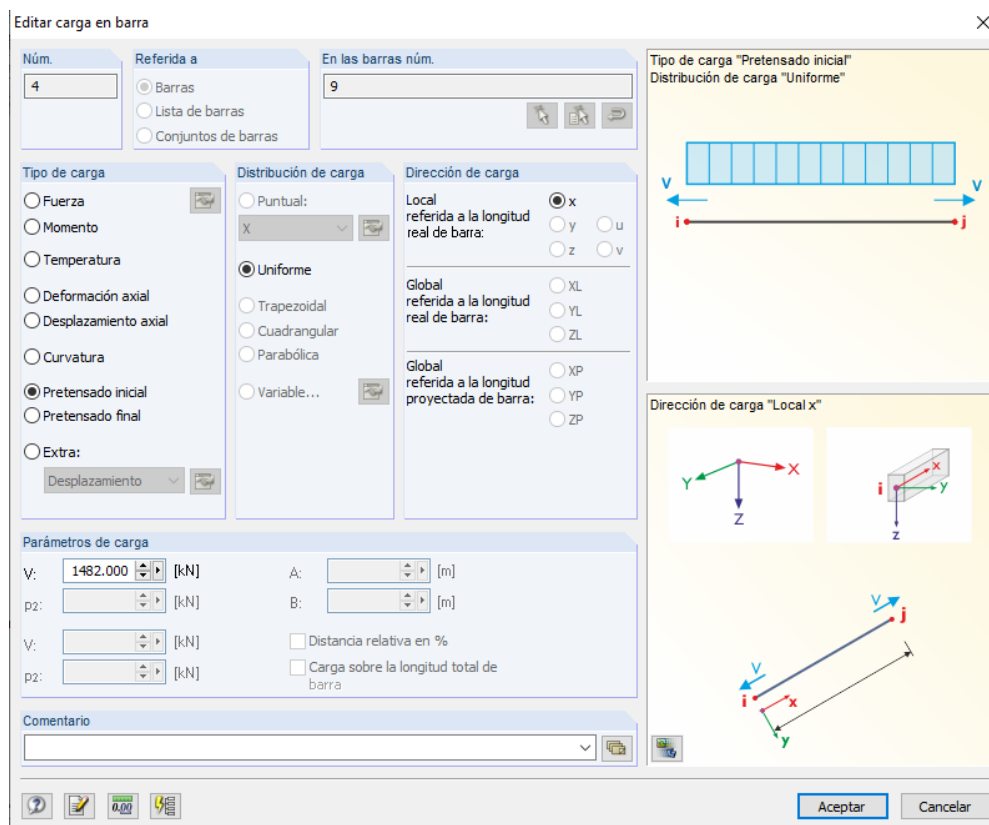 Editar carga en barra
Núm.
4
Referida a
Barras
Lista de barras
Conjuntos de barras
En las barras núm.
9
Tipo de carga
Fuerza
Momento
Temperatura
Deformación axial
Desplazamiento axial
Curvatura
Pretensado inicial
Pretensado final
Extra:
Desplazamiento
Distribución de carga
Puntual:
X
Uniforme
Trapezoidal
Cuadrangular
Parabólica
Variable...
Dirección de carga
Local
referida a la longitud
real de barra:
x
y u
z v
Global
referida a la longitud
real de barra:
XL
YL
ZL
Global
referida a la longitud
proyectada de barra:
XP
YP
ZP
Parámetros de carga
V: 1482.000 [kN] A: [m]
p2: [kN] B: [m]
V: [kN] Distancia relativa en %
p2: [kN] Carga sobre la longitud total de
barra
Comentario
Tipo de carga "Pretensado inicial"
Distribución de carga "Uniforme"
V V
i j
Dirección de carga "Local x"
Y X
Z
i x
y
z
V
j
V
i x
y
0.00
Aceptar Cancelar